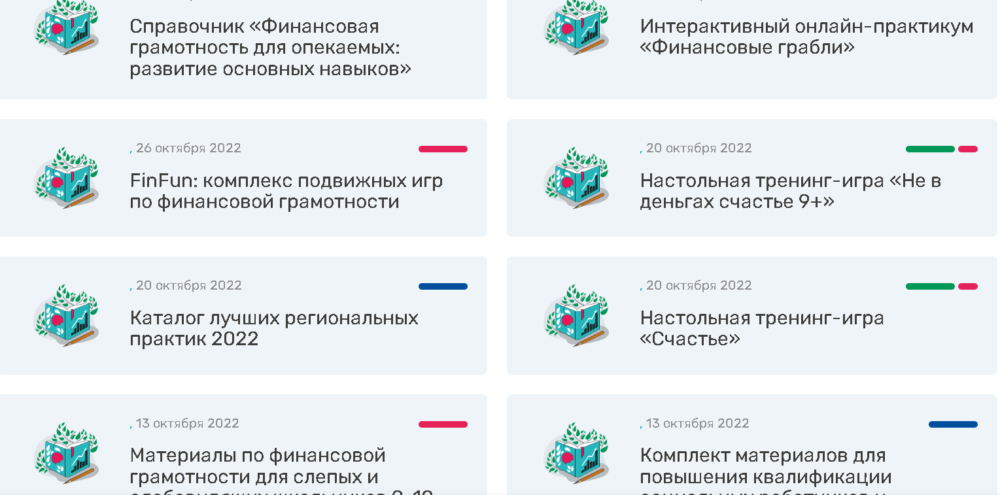 Справочник «Финансовая
грамотность для опекаемых:
развитие основных навыков»
Интерактивный онлайн-практикум
«Финансовые грабли»
, 26 октября 2022
FinFun: комплекс подвижных игр
по финансовой грамотности
, 20 октября 2022
Настольная тренинг-игра «Не в
деньгах счастье 9+»
, 20 октября 2022
Каталог лучших региональных
практик 2022
, 20 октября 2022
Настольная тренинг-игра
«Счастье»
, 13 октября 2022
Материалы по финансовой
грамотности для слепых и
, 13 октября 2022
Комплект материалов для
повышения квалификации